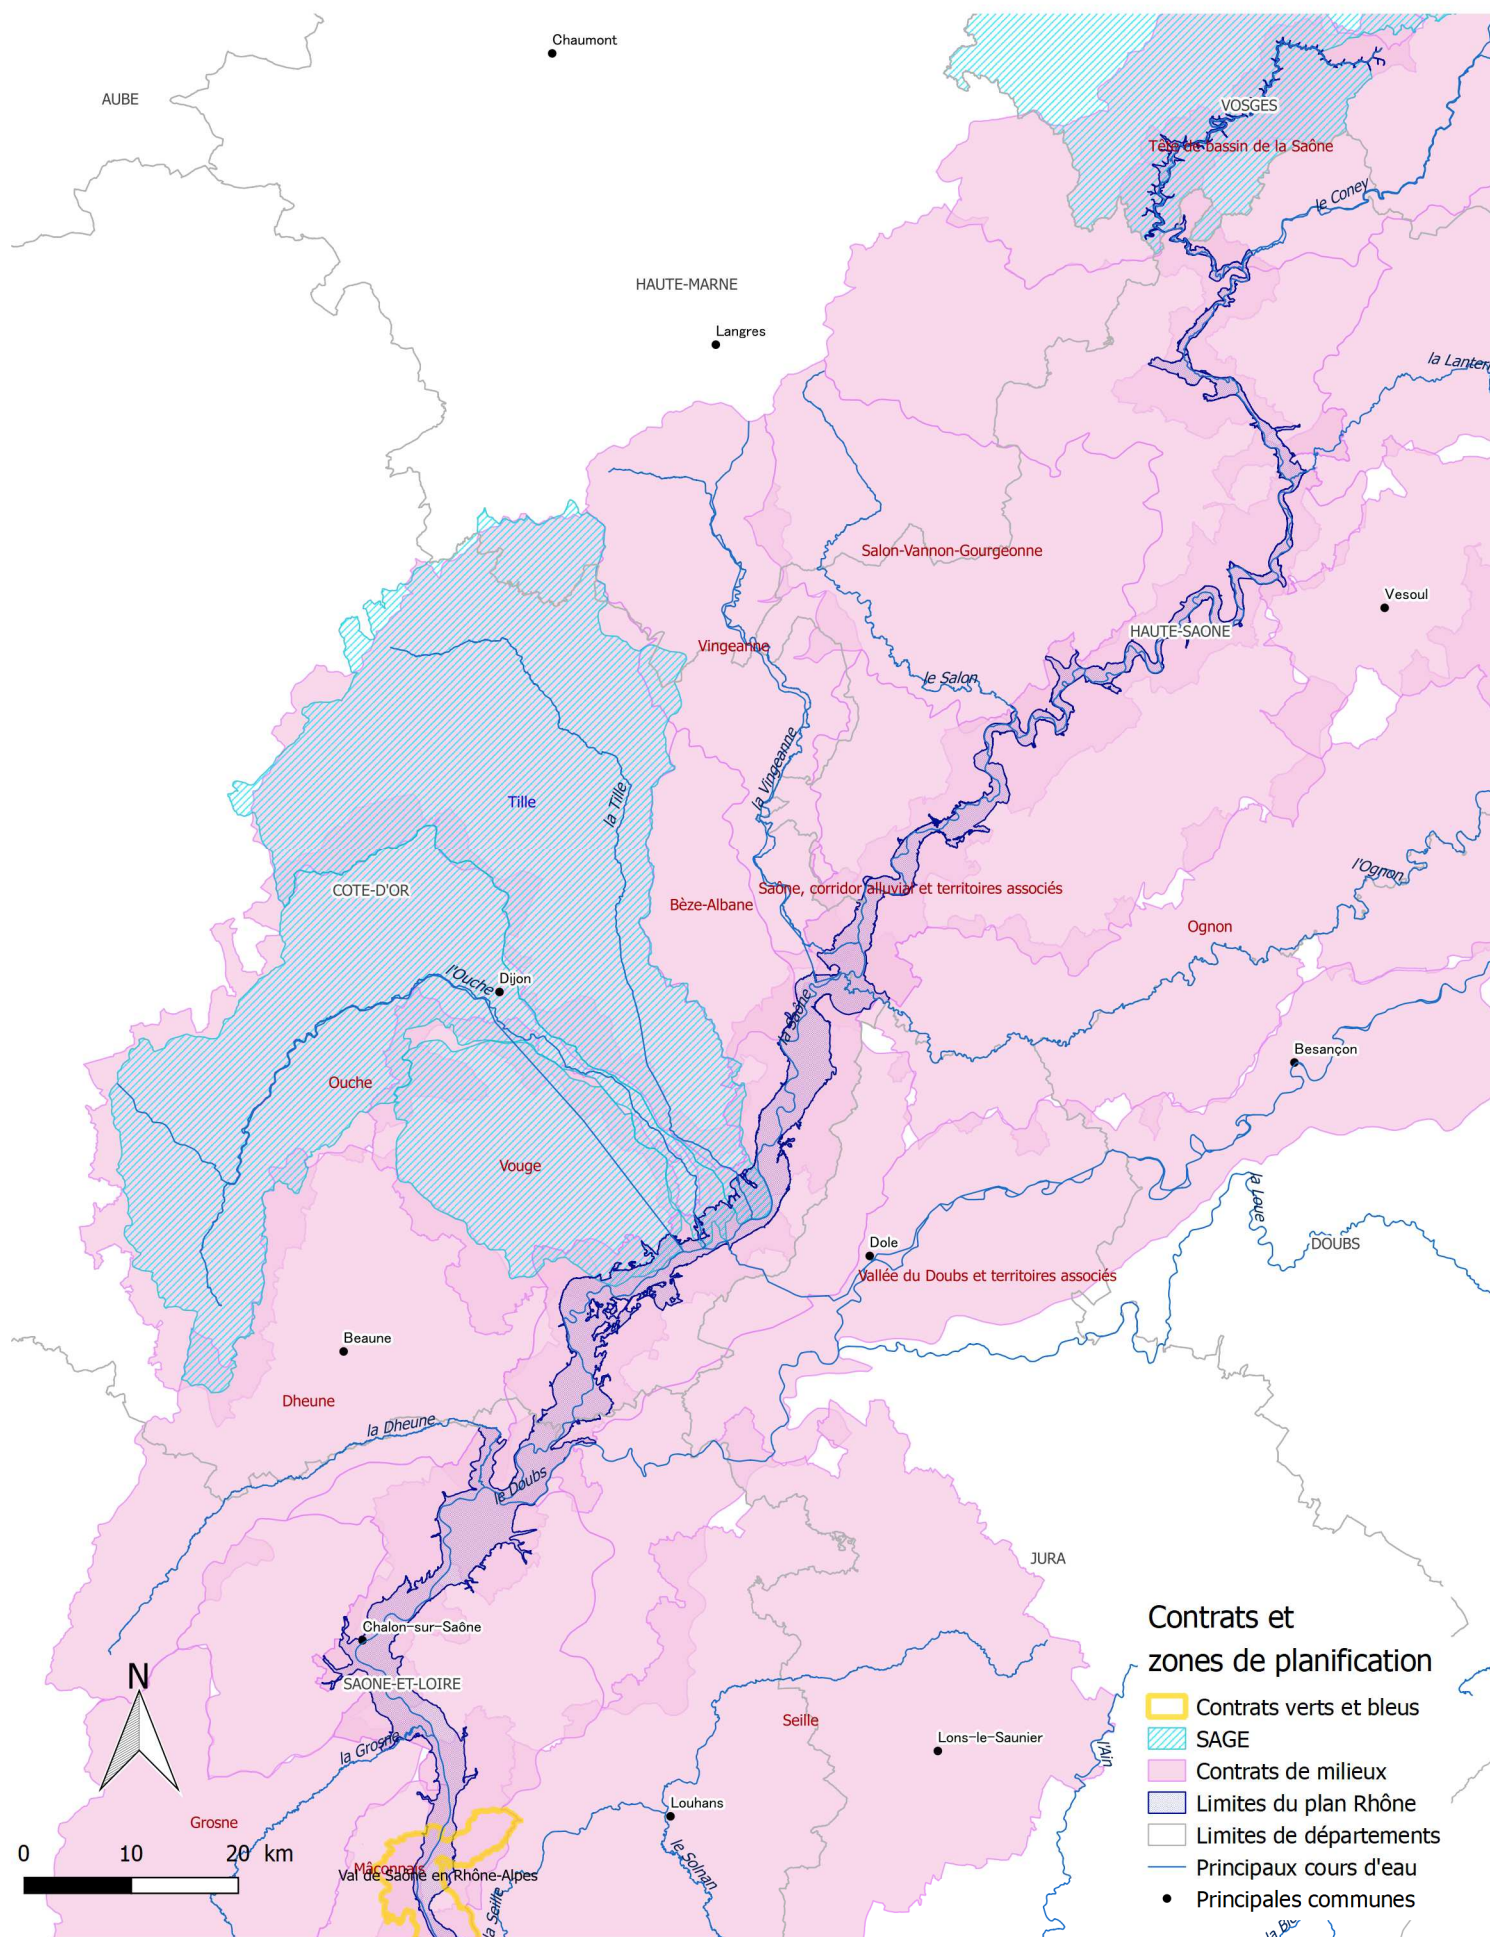 Chaumont
AUBE
VOSGES
Tête de bassin de la Saône
le Coney
HAUTE-MARNE
Langres
la Lantern
Salon-Vannon-Gourgeonne
Vesoul
HAUTE-SAONE
Vingeanne
le Salon
la Vingeanne
Tille
la Tille
l'Ognon
COTE-D'OR
Saône, corridor alluvial et territoires associés
Bèze-Albane
Ognon
l'Ouche
Dijon
la Saône
Besançon
Ouche
Vouge
la Loue
Dole
DOUBS
Vallée du Doubs et territoires associés
Beaune
Dheune
la Dheune
le Doubs
JURA
Chalon-sur-Saône
SAONE-ET-LOIRE
Seille
la Grosne
Lons-le-Saunier
l'Ain
Louhans
Grosne
le Solnan
Mâconnais
Val de Saône en Rhône-Alpes
la Seille
N
0 10 20 km
Contrats et
zones de planification
Contrats verts et bleus
SAGE
Contrats de milieux
Limites du plan Rhône
Limites de départements
Principaux cours d'eau
Principales communes